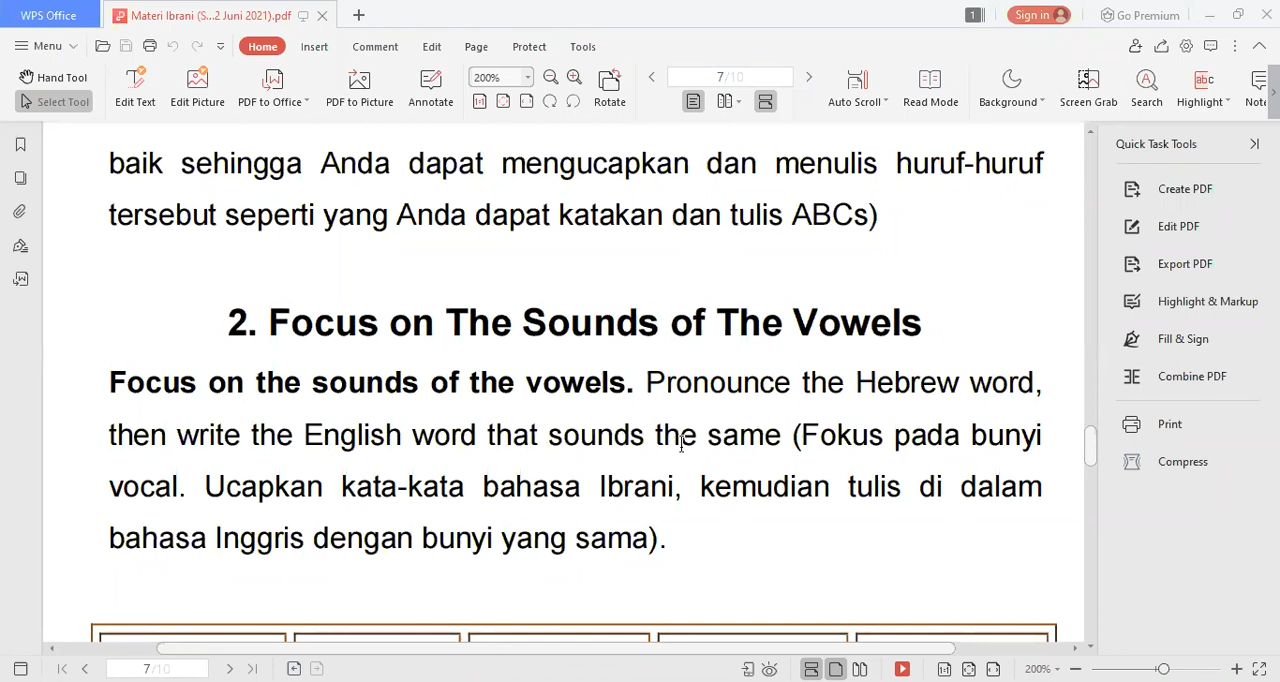 WPS Office
Materi Ibrani (S...2 Juni 2021).pdf
1
Sign in
Go Premium
Menu
Home
Insert
Comment
Edit
Page
Protect
Tools
Hand Tool
Select Tool
Edit Text
Edit Picture
PDF to Office
PDF to Picture
Annotate
200%
Rotate
7/10
Auto Scroll
Read Mode
Background
Screen Grab
Search
Highlight
Note
baik sehingga Anda dapat mengucapkan dan menulis huruf-huruf
tersebut seperti yang Anda dapat katakan dan tulis ABCs)
2. Focus on The Sounds of The Vowels
Focus on the sounds of the vowels. Pronounce the Hebrew word,
then write the English word that sounds the same (Fokus pada bunyi
vocal. Ucapkan kata-kata bahasa Ibrani, kemudian tulis di dalam
bahasa Inggris dengan bunyi yang sama).
Quick Task Tools
Create PDF
Edit PDF
Export PDF
Highlight & Markup
Fill & Sign
Combine PDF
Print
Compress
7/10
200%